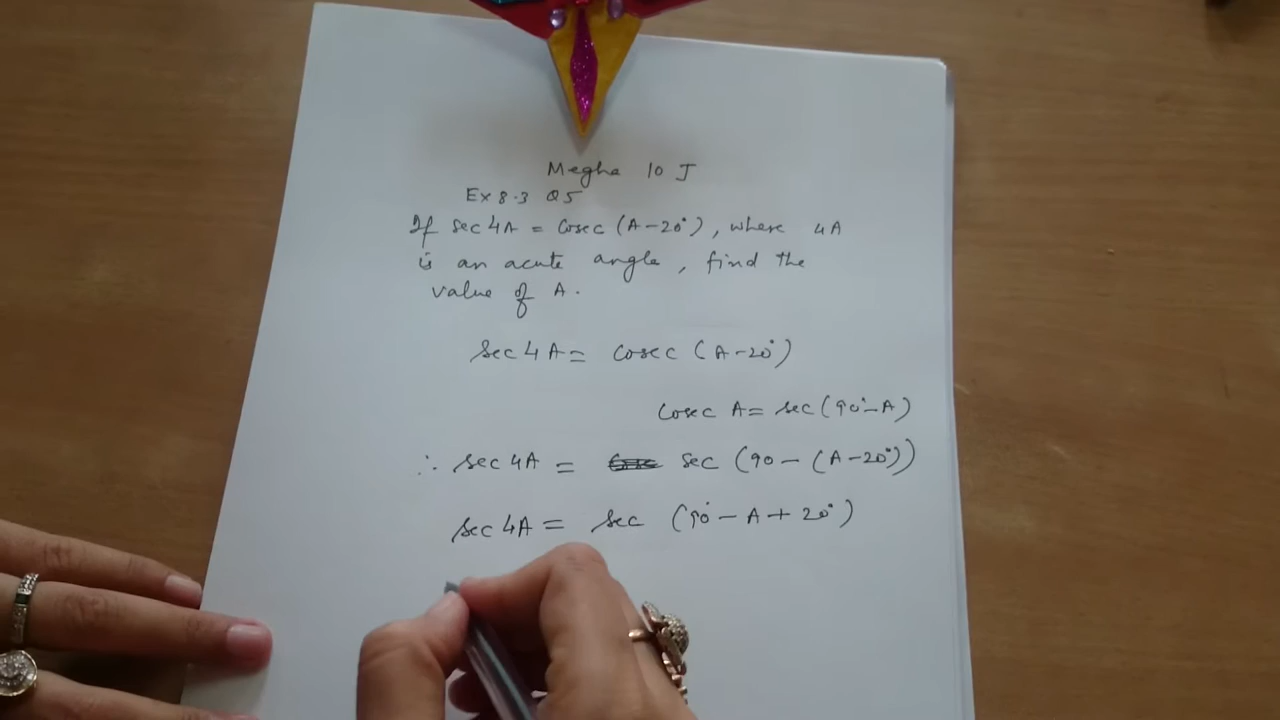 Megha 10 J
Ex 8.3 Q5
If sec 4A = Cosec (A-20°), where 4A
is an acute angle, find the
value of A.
sec 4A = cosec (A-20°)
Cosec A = sec (90°-A)
∴ sec 4A = sec (90 - (A-20°))
sec 4A = sec (90° - A + 20°)